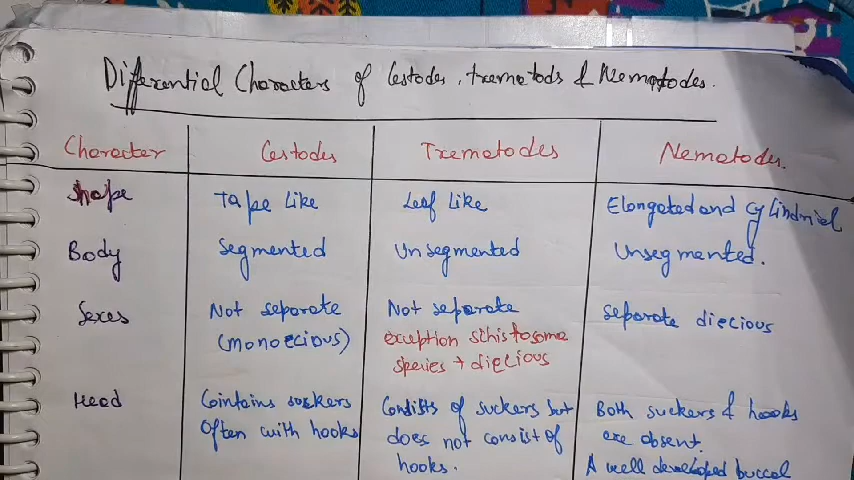 Differential Characters of Cestodes, trematods & Nematodes.
Character Cestodes Trematodes Nematodes.
Shape Tape Like Leaf Like Elongated and cylindrical
Body Segmented Unsegmented Unsegmented.
Sexes Not separate Not separate separate diecious
(monoecious) exception schistosoma
species → diecious
Head Contains suckers Consists of suckers but Both suckers & hooks
Often with hooks does not consist of are absent.
hooks. A well developed buccal